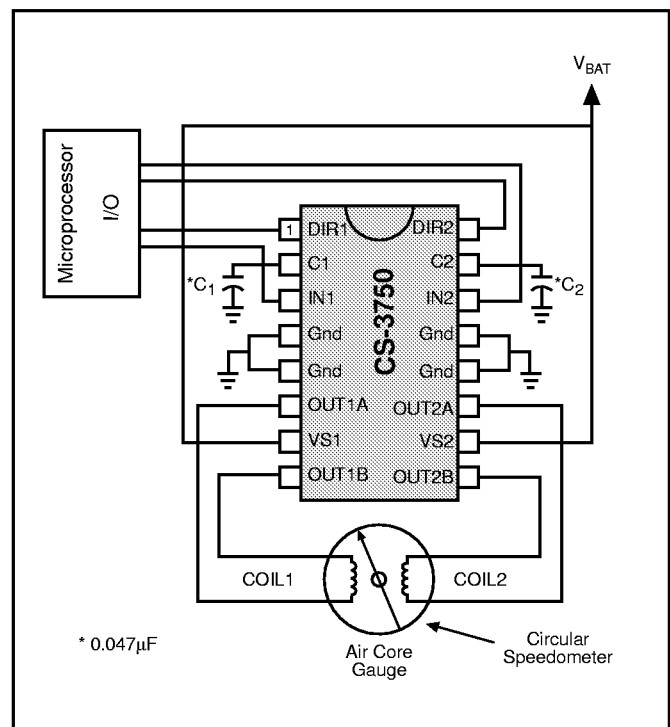 V_BAT
Microprocessor
I/O
1
DIR1
DIR2
C1
C2
*C₁
*C₂
IN1
IN2
CS-3750
Gnd
Gnd
Gnd
Gnd
OUT1A
OUT2A
VS1
VS2
OUT1B
OUT2B
COIL1
COIL2
* 0.047µF
Air Core
Gauge
Circular
Speedometer